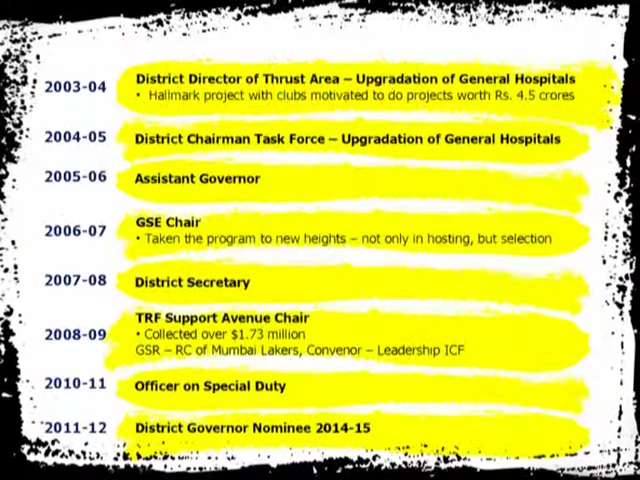 2003-04
District Director of Thrust Area – Upgradation of General Hospitals
• Hallmark project with clubs motivated to do projects worth Rs. 4.5 crores
2004-05
District Chairman Task Force – Upgradation of General Hospitals
2005-06
Assistant Governor
2006-07
GSE Chair
• Taken the program to new heights – not only in hosting, but selection
2007-08
District Secretary
2008-09
TRF Support Avenue Chair
• Collected over $1.73 million
GSR – RC of Mumbai Lakers, Convenor – Leadership ICF
2010-11
Officer on Special Duty
2011-12
District Governor Nominee 2014-15